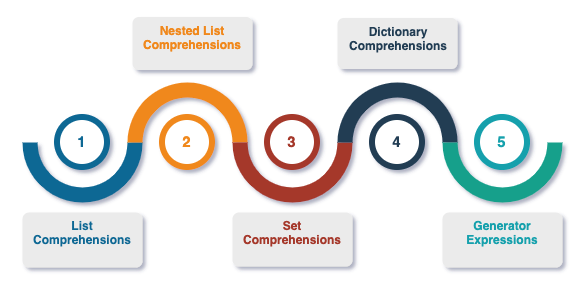 Nested List
Comprehensions
Dictionary
Comprehensions
1
2
3
4
5
List
Comprehensions
Set
Comprehensions
Generator
Expressions